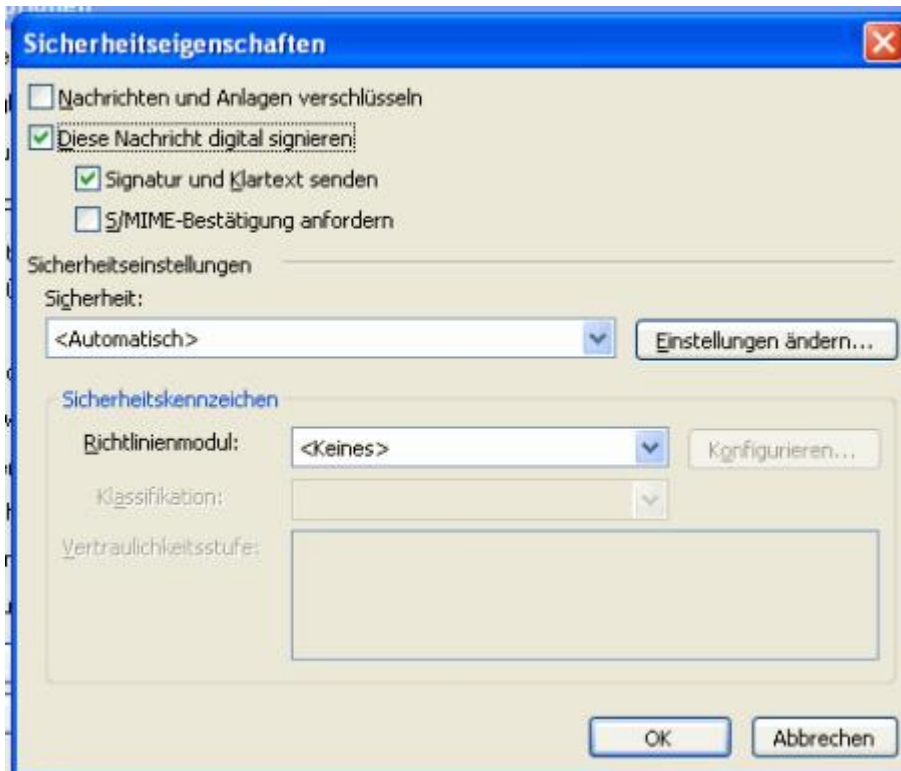 Sicherheitseigenschaften
Nachrichten und Anlagen verschlüsseln
Diese Nachricht digital signieren
Signatur und Klartext senden
S/MIME-Bestätigung anfordern
Sicherheitseinstellungen
Sicherheit:
<Automatisch>
Einstellungen ändern...
Sicherheitskennzeichen
Richtlinienmodul:
<Keines>
Konfigurieren...
Klassifikation:
Vertraulichkeitsstufe:
OK
Abbrechen